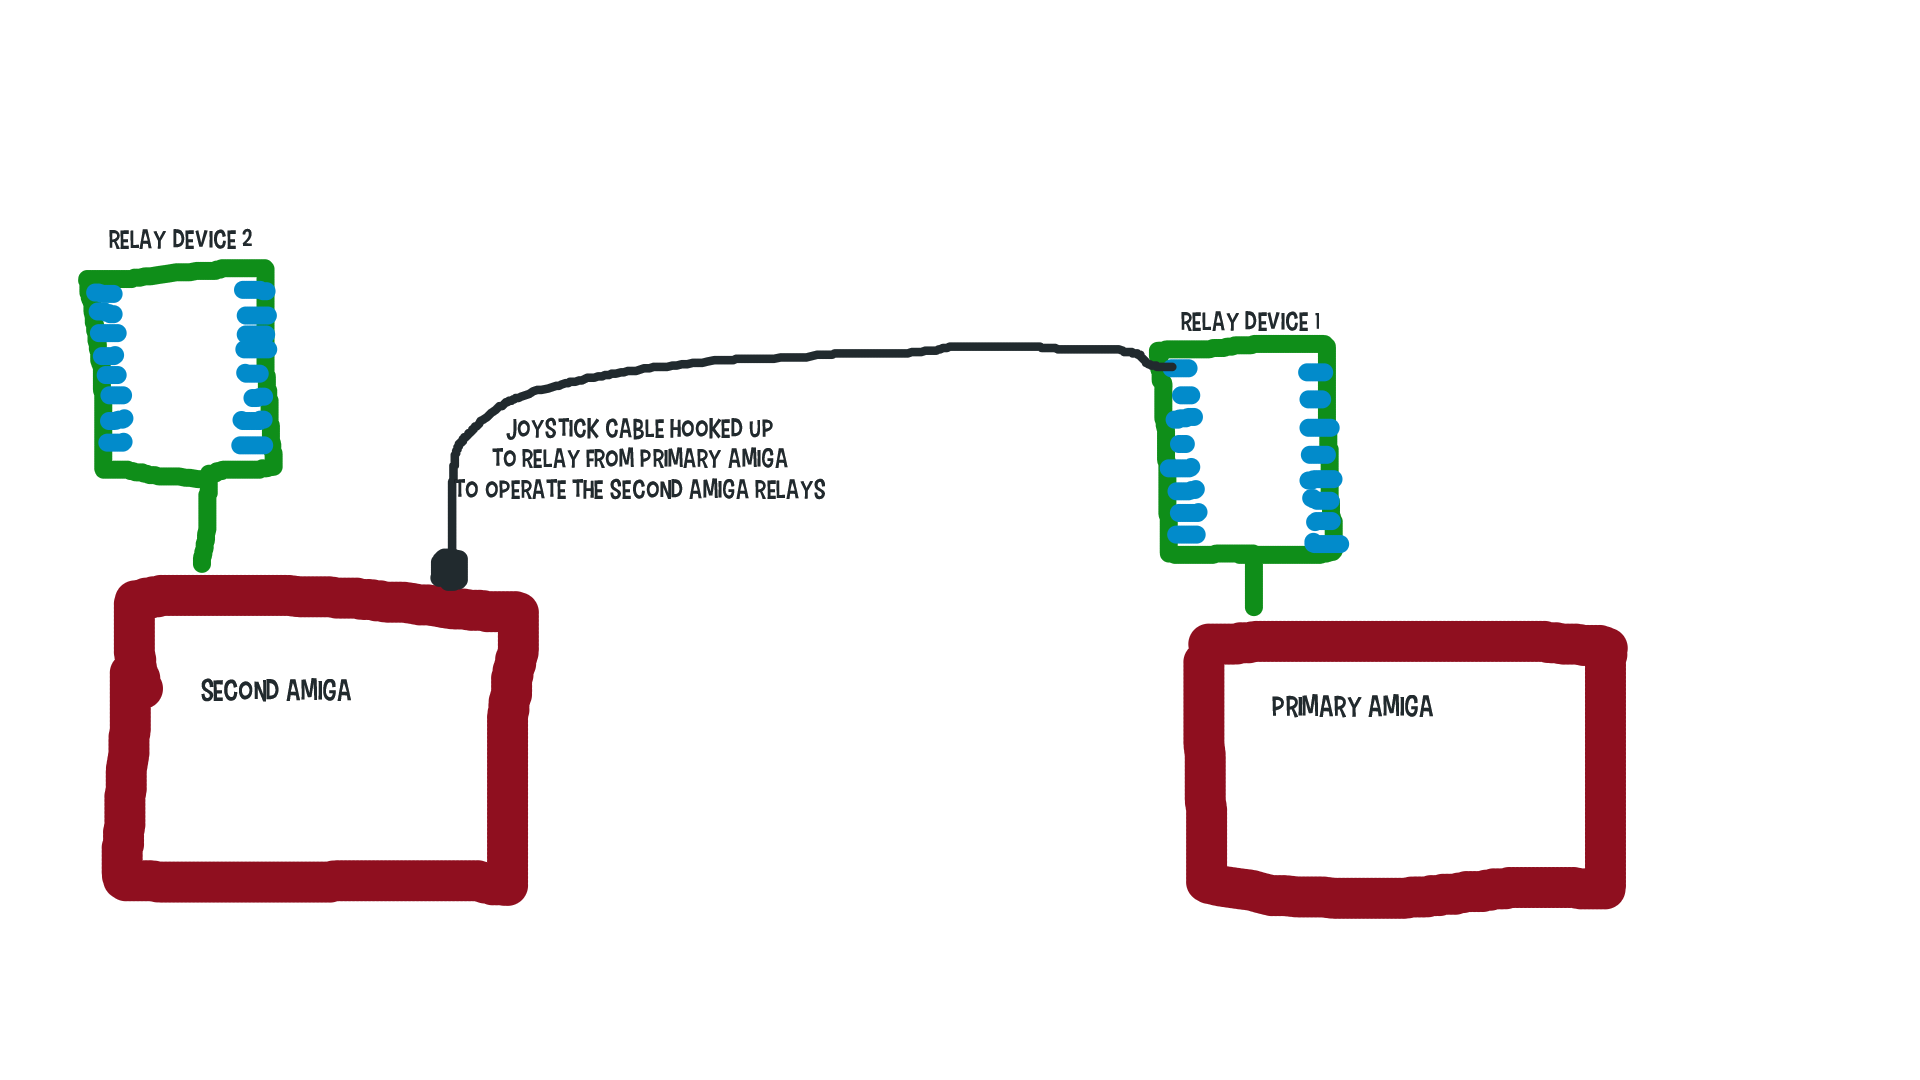 RELAY DEVICE 2
RELAY DEVICE 1
JOYSTICK CABLE HOOKED UP
TO RELAY FROM PRIMARY AMIGA
TO OPERATE THE SECOND AMIGA RELAYS
SECOND AMIGA
PRIMARY AMIGA